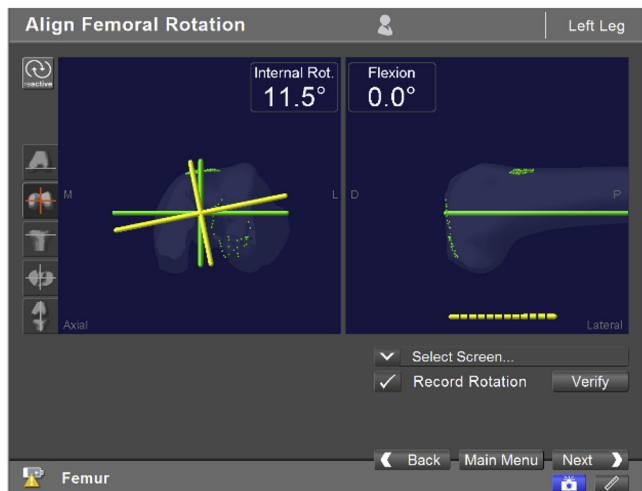 Align Femoral Rotation
Left Leg
reactive
Internal Rot.
11.5°
Flexion
0.0°
M
L
D
P
Axial
Lateral
Select Screen...
Record Rotation
Verify
Back
Main Menu
Next
Femur